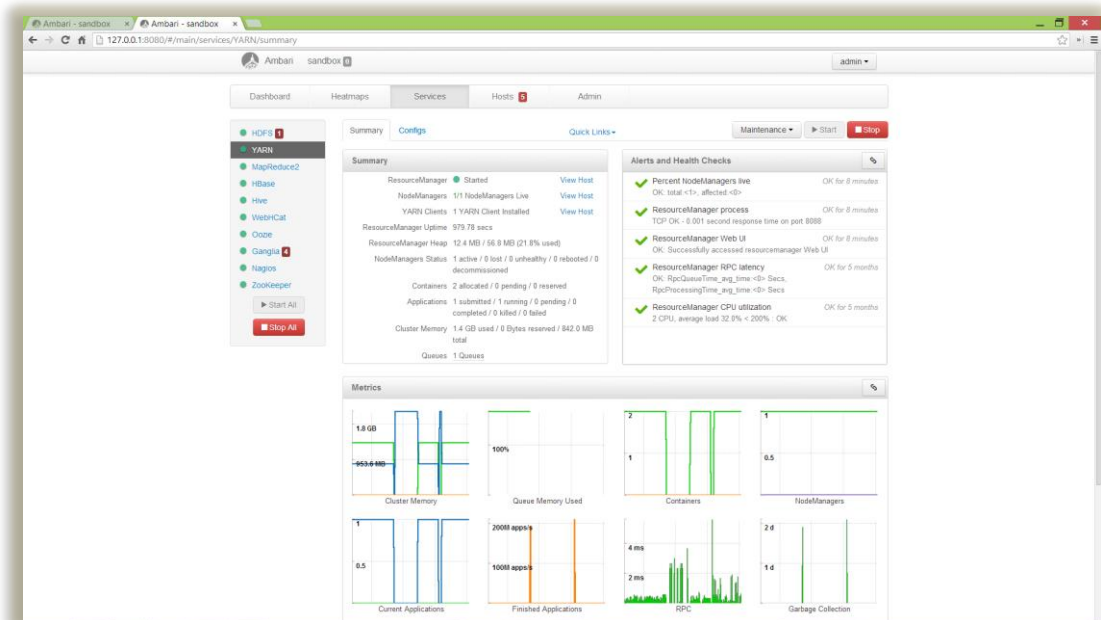 Ambari - sandbox
Ambari - sandbox
127.0.0.1:8080/#/main/services/YARN/summary
Ambari sandbox 0
admin
Dashboard Heatmaps Services Hosts 5 Admin
HDFS 1
YARN
MapReduce2
HBase
Hive
WebHCat
Oozie
Ganglia 4
Nagios
ZooKeeper
Start All
Stop All
Summary Configs Quick Links Maintenance Start Stop
Summary
ResourceManager Started View Host
NodeManagers 1/1 NodeManagers Live View Host
YARN Clients 1 YARN Client Installed View Host
ResourceManager Uptime 979.78 secs
ResourceManager Heap 12.4 MB / 56.8 MB (21.8% used)
NodeManagers Status 1 active / 0 lost / 0 unhealthy / 0 rebooted / 0
decommissioned
Containers 2 allocated / 0 pending / 0 reserved
Applications 1 submitted / 1 running / 0 pending / 0
completed / 0 killed / 0 failed
Cluster Memory 1.4 GB used / 0 Bytes reserved / 842.0 MB
total
Queues 1 Queues
Alerts and Health Checks
Percent NodeManagers live OK for 8 minutes
OK: total <1>, affected <0>
ResourceManager process OK for 8 minutes
TCP OK - 0.001 second response time on port 8088
ResourceManager Web UI OK for 8 minutes
OK: Successfully accessed resourcemanager Web UI
ResourceManager RPC latency OK for 5 months
OK: RpcQueueTime_avg_time:<0> Secs,
RpcProcessingTime_avg_time:<0> Secs
ResourceManager CPU utilization OK for 5 months
2 CPU, average load 32.0% < 200% : OK
Metrics
1.8 GB
953.6 MB
Cluster Memory
100%
Queue Memory Used
2
1
Containers
1
0.5
NodeManagers
1
0.5
Current Applications
200M apps/s
100M apps/s
Finished Applications
4 ms
2 ms
RPC
2 d
1 d
Garbage Collection